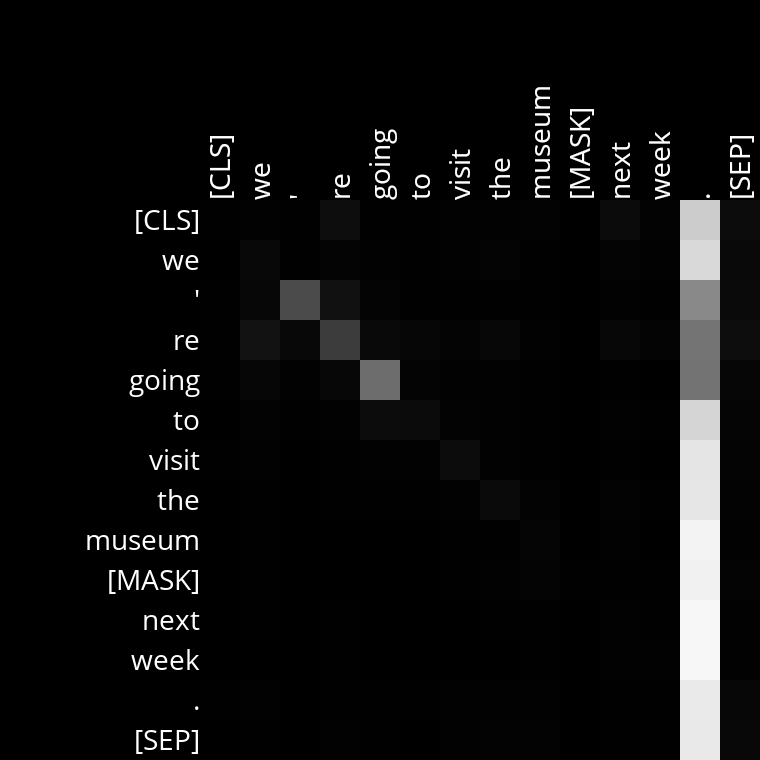 [CLS] we ' re going to visit the museum [MASK] next week . [SEP]
[CLS]
we
'
re
going
to
visit
the
museum
[MASK]
next
week
.
[SEP]